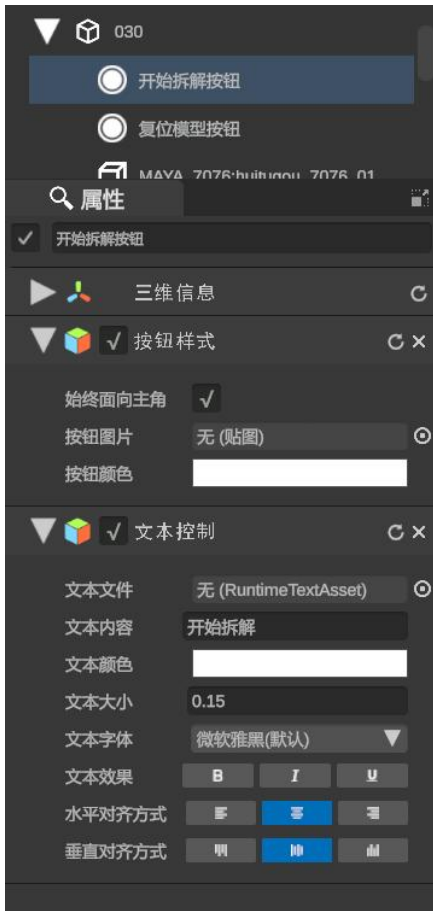 030
开始拆解按钮
复位模型按钮
MAYA_7076:huitugou_7076_01
属性
开始拆解按钮
三维信息
按钮样式
始终面向主角
按钮图片 无 (贴图)
按钮颜色
文本控制
文本文件 无 (RuntimeTextAsset)
文本内容 开始拆解
文本颜色
文本大小 0.15
文本字体 微软雅黑(默认)
文本效果 B I U
水平对齐方式
垂直对齐方式